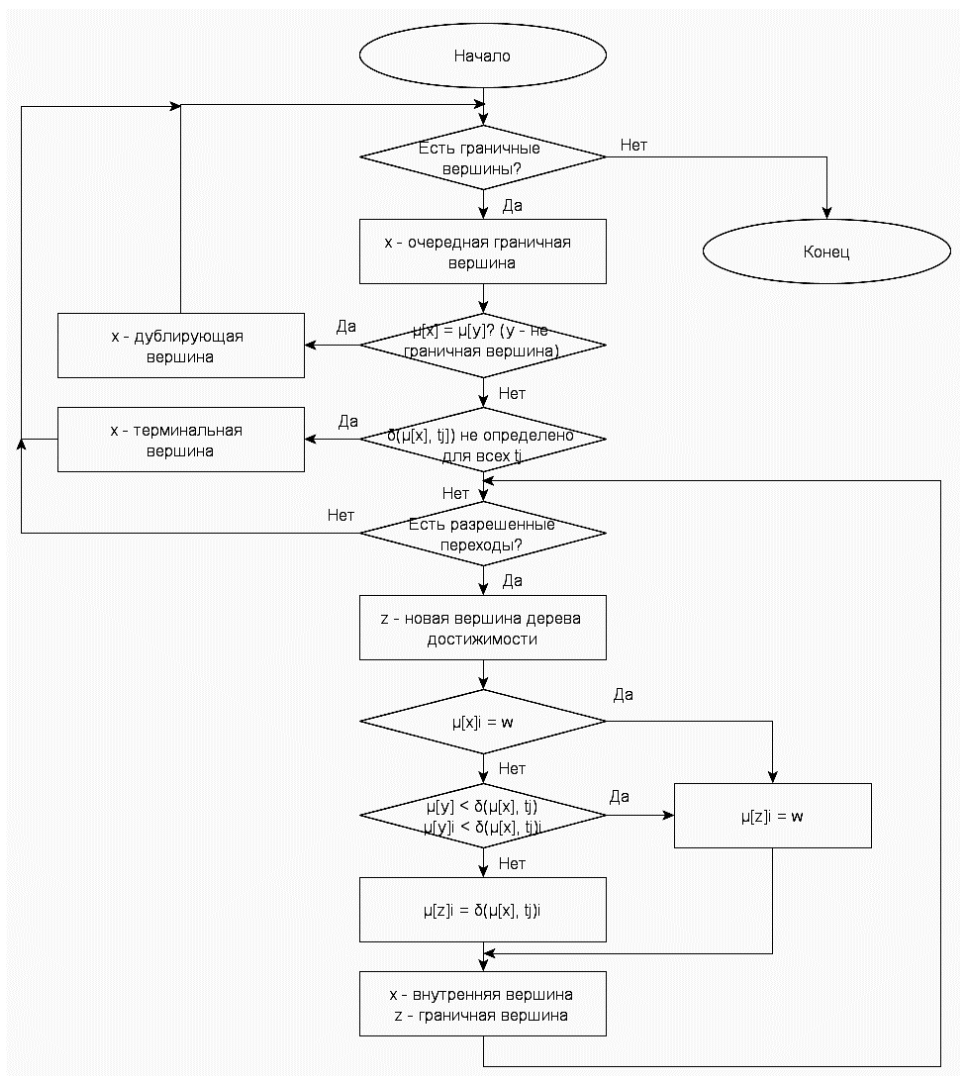 Начало
Есть граничные
вершины?
Нет
Да
x - очередная граничная
вершина
Конец
μ[x] = μ[y]? (y - не
граничная вершина)
Да
x - дублирующая
вершина
Нет
δ(μ[x], tj]) не определено
для всех tj
Да
x - терминальная
вершина
Нет
Есть разрешенные
переходы?
Нет
Да
z - новая вершина дерева
достижимости
μ[x]i = w
Да
Нет
μ[y] < δ(μ[x], tj)
μ[y]i < δ(μ[x], tj)i
Да
μ[z]i = w
Нет
μ[z]i = δ(μ[x], tj)i
x - внутренняя вершина
z - граничная вершина